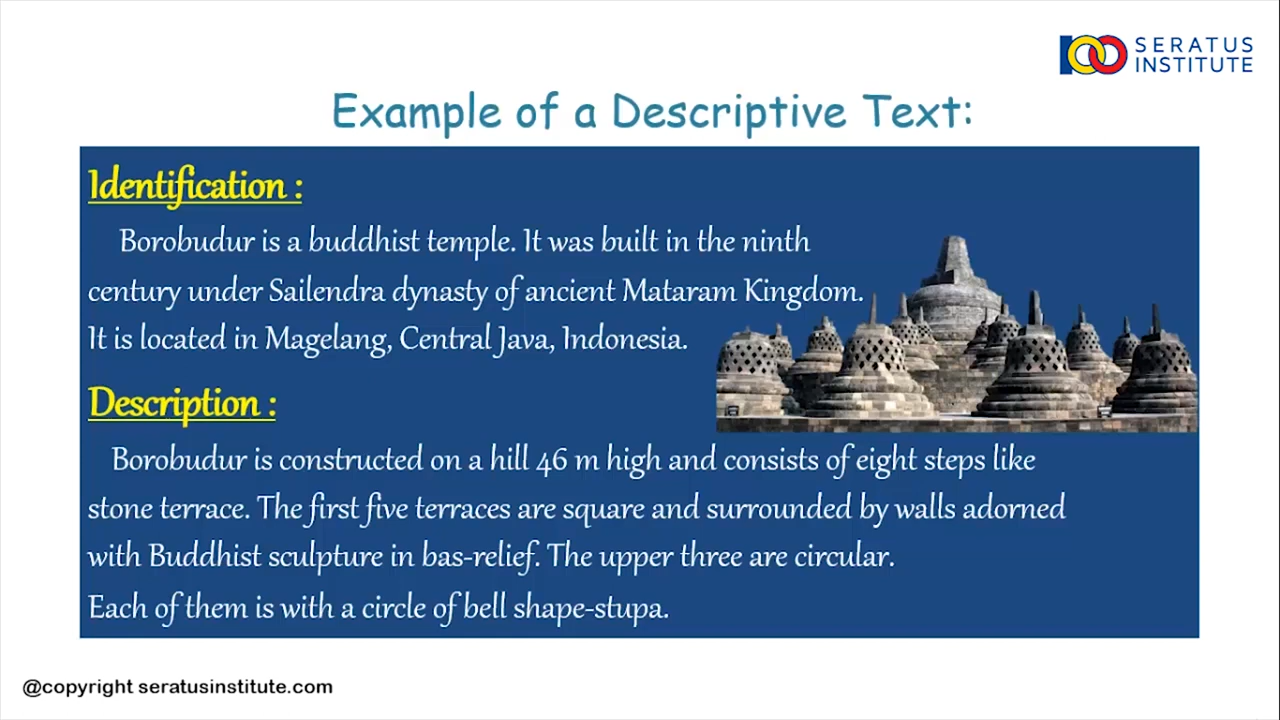 SERATUS
INSTITUTE
Example of a Descriptive Text:
Identification :
Borobudur is a buddhist temple. It was built in the ninth
century under Sailendra dynasty of ancient Mataram Kingdom.
It is located in Magelang, Central Java, Indonesia.
Description :
Borobudur is constructed on a hill 46 m high and consists of eight steps like
stone terrace. The first five terraces are square and surrounded by walls adorned
with Buddhist sculpture in bas-relief. The upper three are circular.
Each of them is with a circle of bell shape-stupa.
@copyright seratusinstitute.com